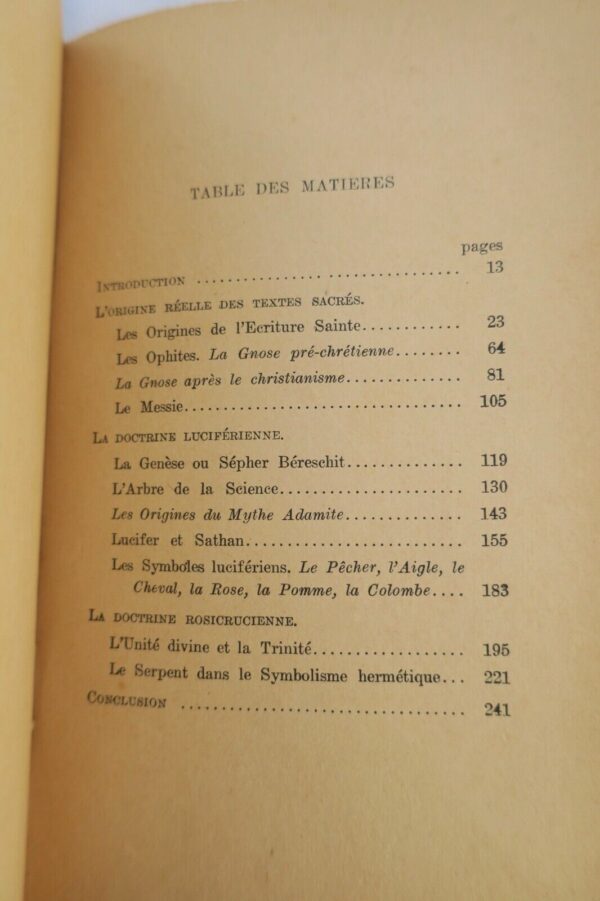 TABLE DES MATIERES
pages
INTRODUCTION ................................ 13
L'ORIGINE RÉELLE DES TEXTES SACRÉS.
Les Origines de l'Ecriture Sainte............ 23
Les Ophites. La Gnose pré-chrétienne........ 64
La Gnose après le christianisme.............. 81
Le Messie.................................. 105
LA DOCTRINE LUCIFÉRIENNE.
La Genèse ou Sépher Béreschit.............. 119
L'Arbre de la Science....................... 130
Les Origines du Mythe Adamite.............. 143
Lucifer et Sathan........................... 155
Les Symboles lucifériens. Le Pêcher, l'Aigle, le
Cheval, la Rose, la Pomme, la Colombe.... 183
LA DOCTRINE ROSICRUCIENNE.
L'Unité divine et la Trinité.................. 195
Le Serpent dans le Symbolisme hermétique... 221
CONCLUSION .................................. 241